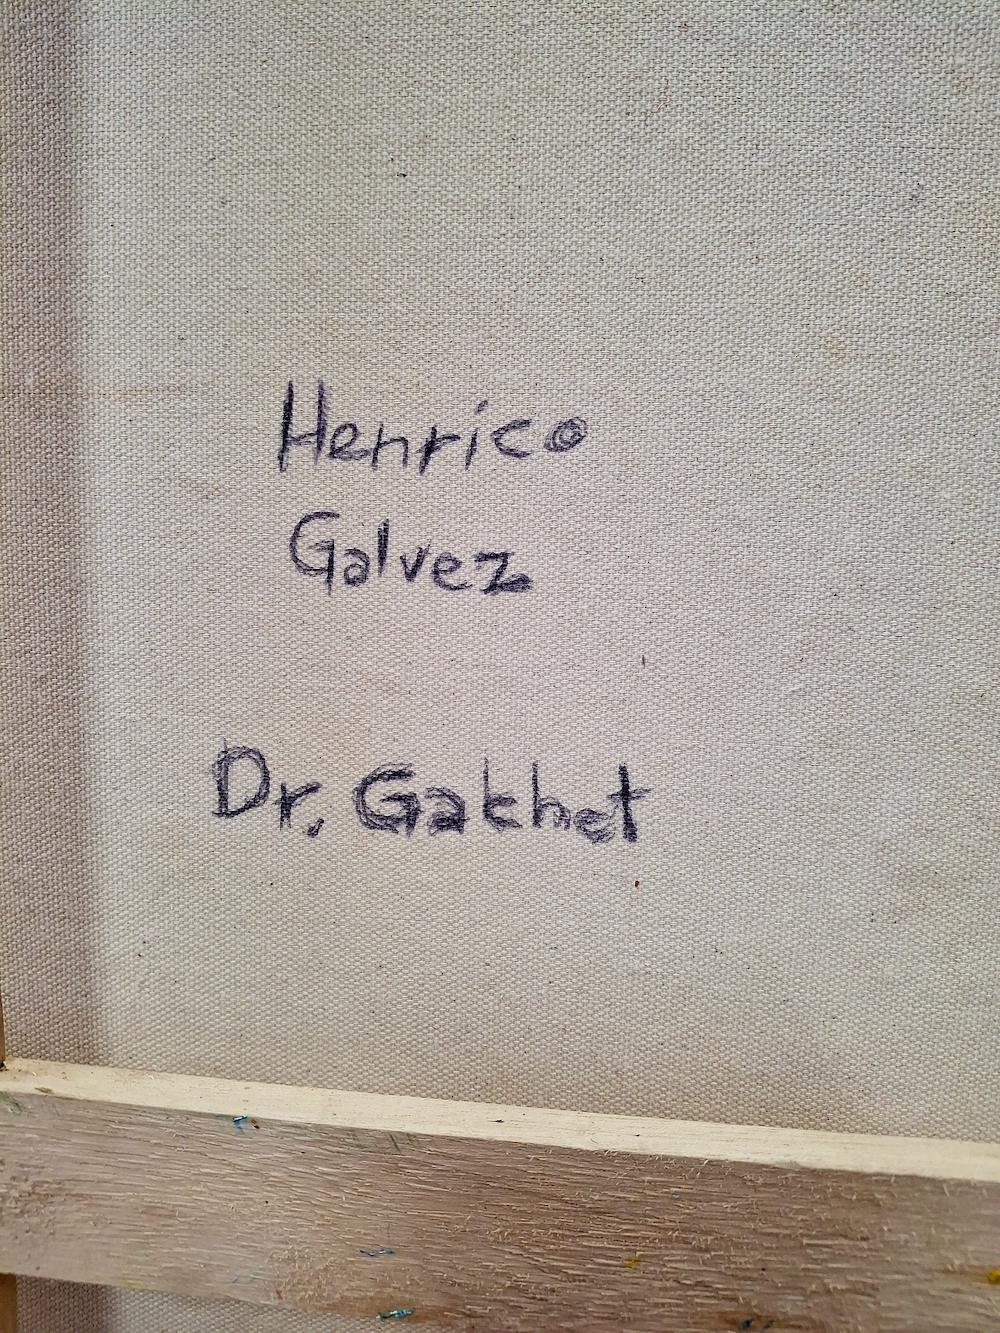 Henrico
Galvez
Dr. Gakhet